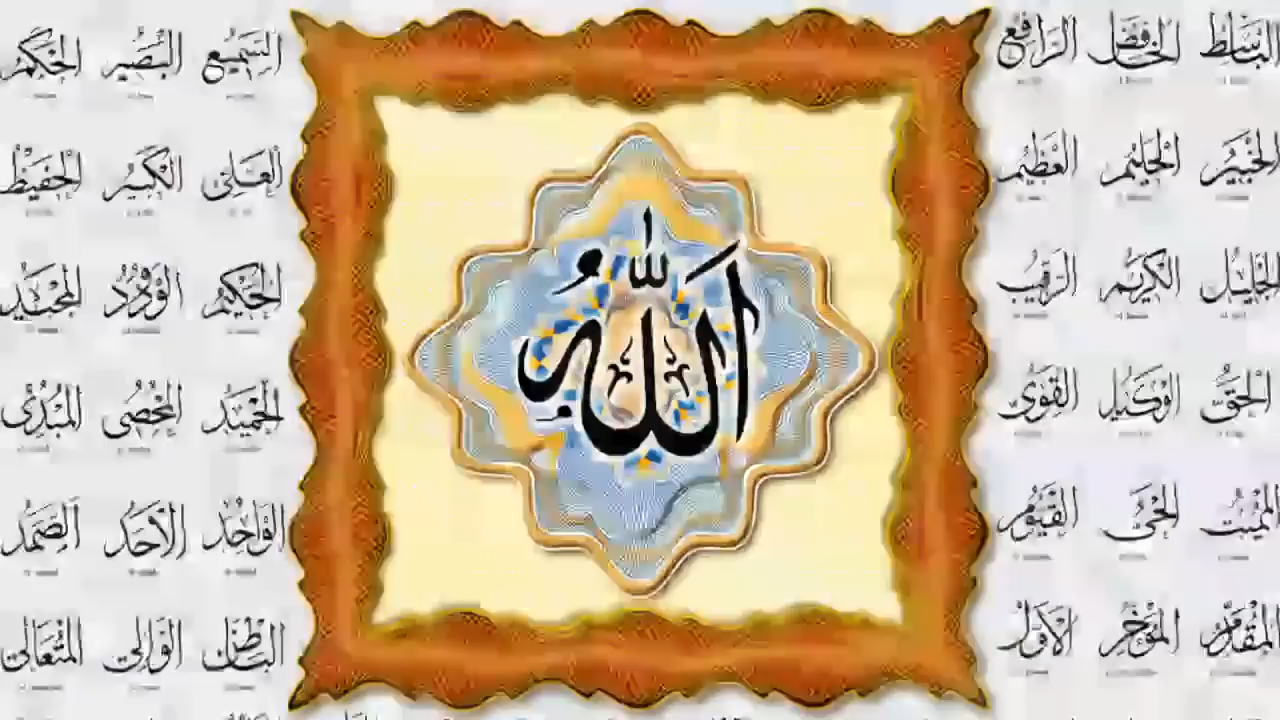 الباسط الخافض الرافع
الخبير الحليم العظيم
الجليل الكريم الرقيب
الحق الوكيل القوي
المميت الحي القيوم
المقدم المؤخر الأول
الله
السميع البصير الحكم
العلي الكبير الحفيظ
الحكيم الودود المجيد
الحميد المحصي المبدئ
الواحد الأحد الصمد
الباطن الوالي المتعالي